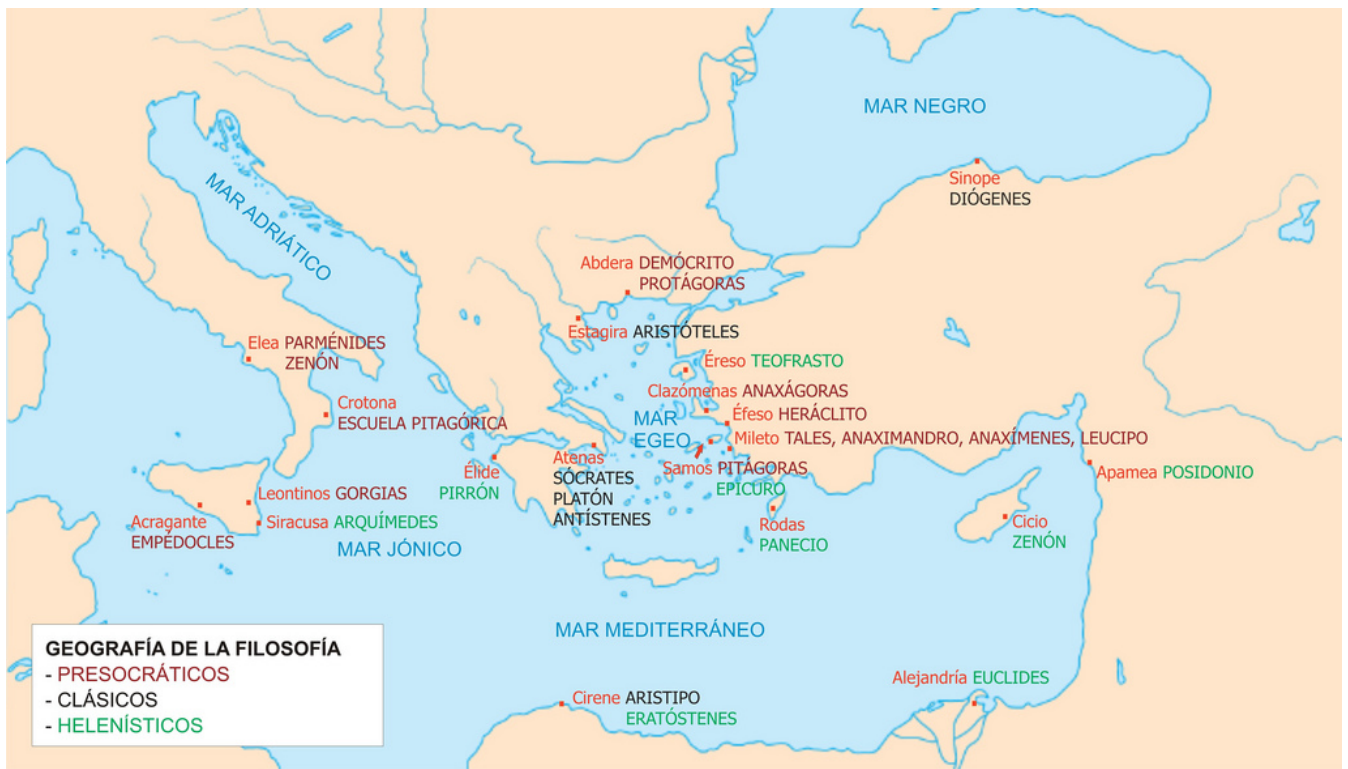 MAR NEGRO
Sinope
DIÓGENES
MAR ADRIÁTICO
Abdera DEMÓCRITO
PROTÁGORAS
Estagira ARISTÓTELES
Elea PARMÉNIDES
ZENÓN
Éreso TEOFRASTO
Clazómenas ANAXÁGORAS
Crotona
ESCUELA PITAGÓRICA
MAR
EGEO
Éfeso HERÁCLITO
Mileto TALES, ANAXIMANDRO, ANAXÍMENES, LEUCIPO
Élide
PIRRÓN
Atenas
SÓCRATES
PLATÓN
ANTÍSTENES
Samos PITÁGORAS
EPICURO
Apamea POSIDONIO
Leontinos GORGIAS
Acragante
EMPÉDOCLES
Siracusa ARQUÍMEDES
MAR JÓNICO
Rodas
PANECIO
Cicio
ZENÓN
MAR MEDITERRÁNEO
GEOGRAFÍA DE LA FILOSOFÍA
- PRESOCRÁTICOS
- CLÁSICOS
- HELENÍSTICOS
Cirene ARISTIPO
ERATÓSTENES
Alejandría EUCLIDES